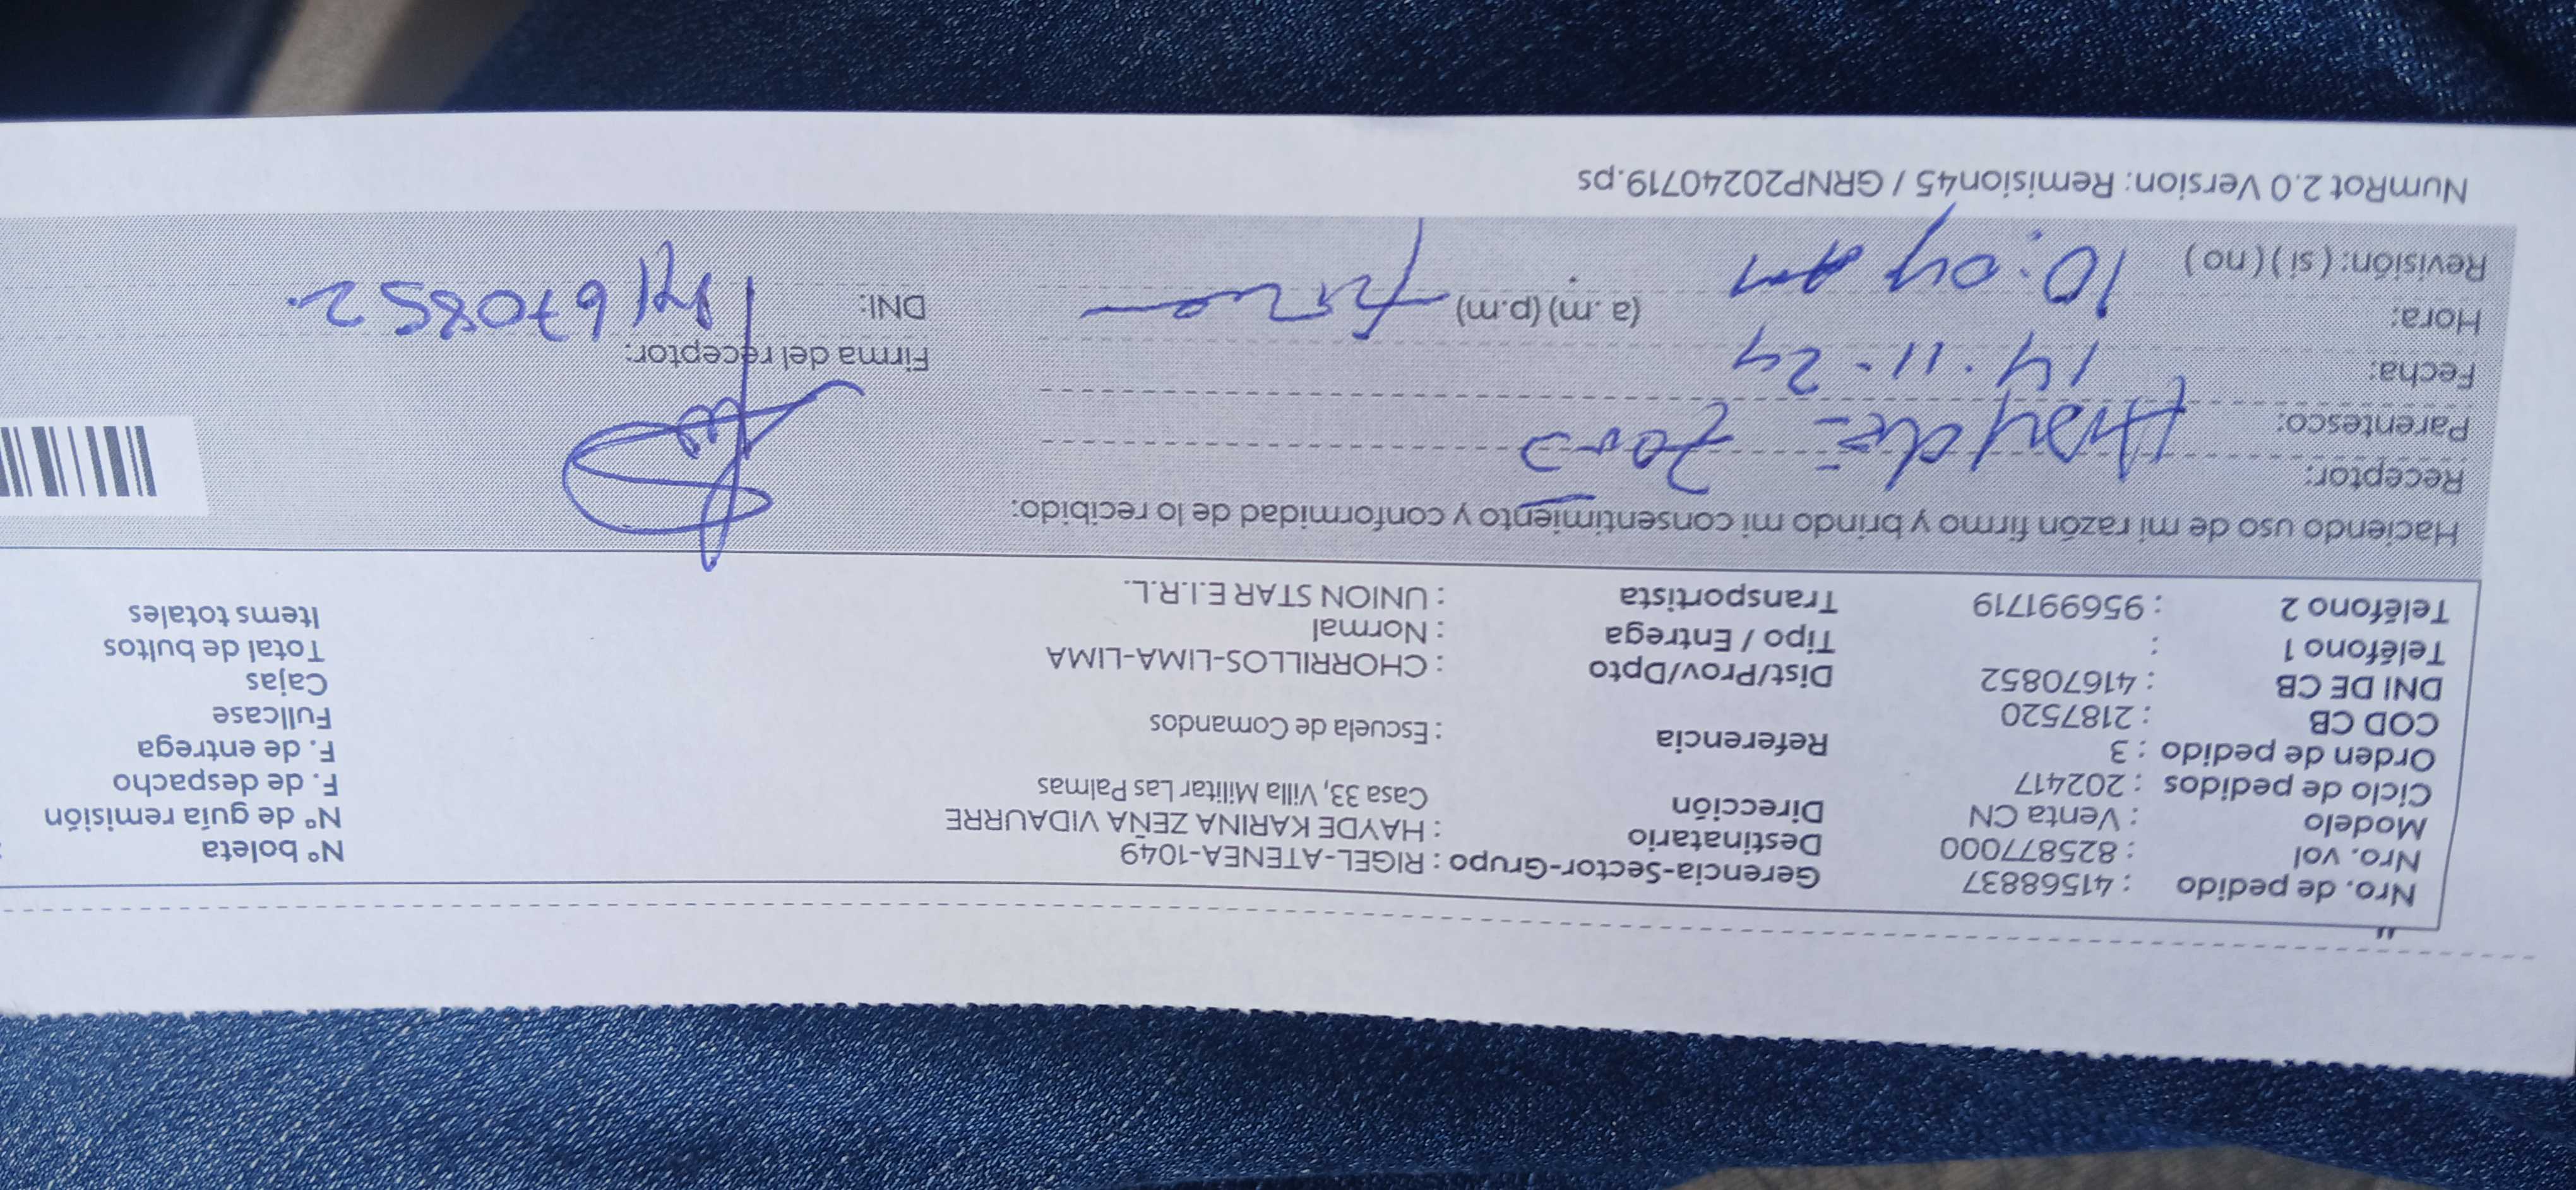 Nro. de pedido : 41568837 Gerencia-Sector-Grupo : RIGEL-ATENEA-1049 Nº boleta
Nro. vol : 825877000 Destinatario : HAYDE KARINA ZEÑA VIDAURRE Nº de guía remisión
Modelo : Venta CN Dirección Casa 33, Villa Militar Las Palmas F. de despacho
Ciclo de pedidos : 202417 F. de entrega
Orden de pedido : 3 Referencia : Escuela de Comandos Fullcase
COD CB : 2187520 Cajas
DNI DE CB : 41670852 Dist/Prov/Dpto : CHORRILLOS-LIMA-LIMA Total de bultos
Teléfono 1 : Tipo / Entrega : Normal Items totales
Teléfono 2 : 956991719 Transportista : UNION STAR E.I.R.L.
Haciendo uso de mi razón firmo y brindo mi consentimiento y conformidad de lo recibido:
Receptor: Haydé
Parentesco:
Fecha: 14.11.24 Firma del receptor:
Hora: 10:04 am (a.m) (p.m) DNI: 41670852
Revisión: ( si ) ( no )
NumRot 2.0 Version: Remision45 / GRNP20240719.ps